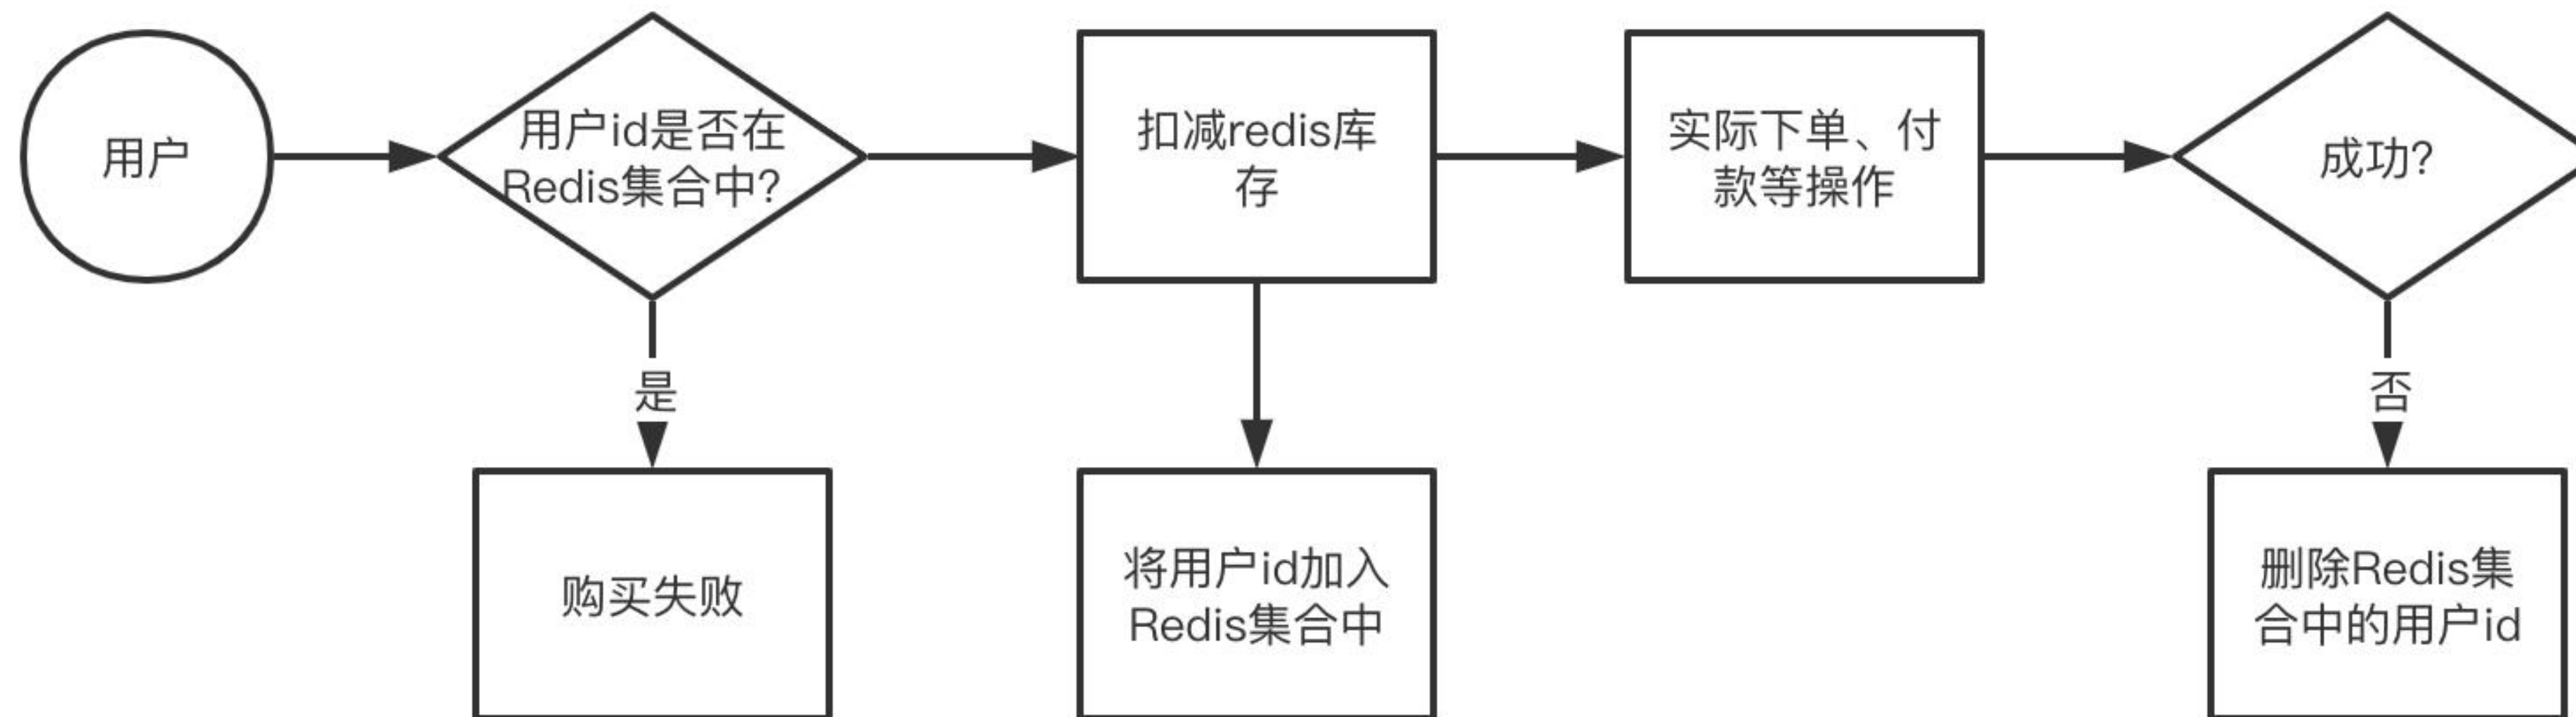 用户
用户id是否在
Redis集合中?
扣减redis库
存
实际下单、付
款等操作
成功?
是
否
购买失败
将用户id加入
Redis集合中
删除Redis集
合中的用户id